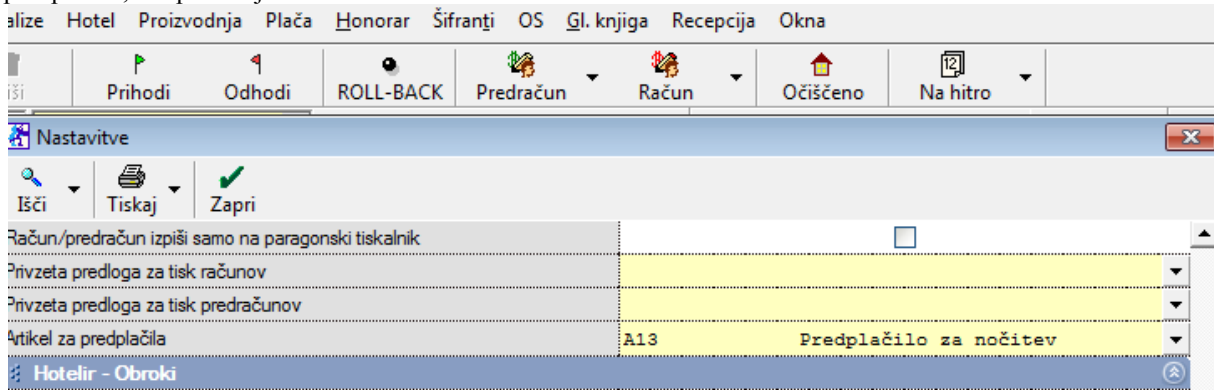 alize Hotel Proizvodnja Plača Honorar Šifranti OS Gl. knjiga Recepcija Okna
Prihodi Odhodi ROLL-BACK Predračun Račun Očiščeno 12 Na hitro
Nastavitve
Išči Tiskaj Zapri
Račun/predračun izpiši samo na paragonski tiskalnik
Privzeta predloga za tisk računov
Privzeta predloga za tisk predračunov
Artikel za predplačila A13 Predplačilo za nočitev
Hotelir - Obroki